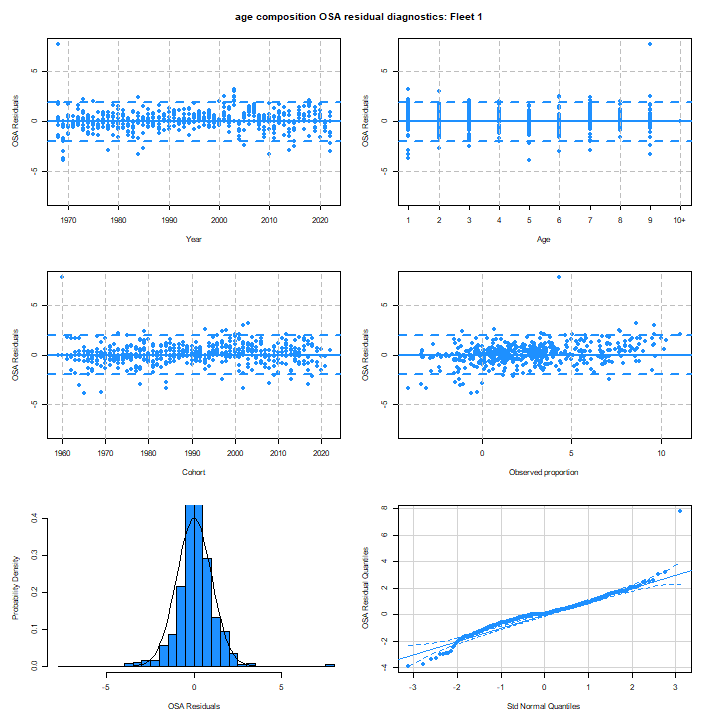 age composition OSA residual diagnostics: Fleet 1
OSA Residuals
5
0
-5
1970 1980 1990 2000 2010 2020
Year
OSA Residuals
5
0
-5
1 2 3 4 5 6 7 8 9 10+
Age
OSA Residuals
5
0
-5
1960 1970 1980 1990 2000 2010 2020
Cohort
OSA Residuals
5
0
-5
0 5 10
Observed proportion
Probability Density
0.4
0.3
0.2
0.1
0.0
-5 0 5
OSA Residuals
OSA Residual Quantiles
8
6
4
2
0
-2
-4
-3 -2 -1 0 1 2 3
Std Normal Quantiles